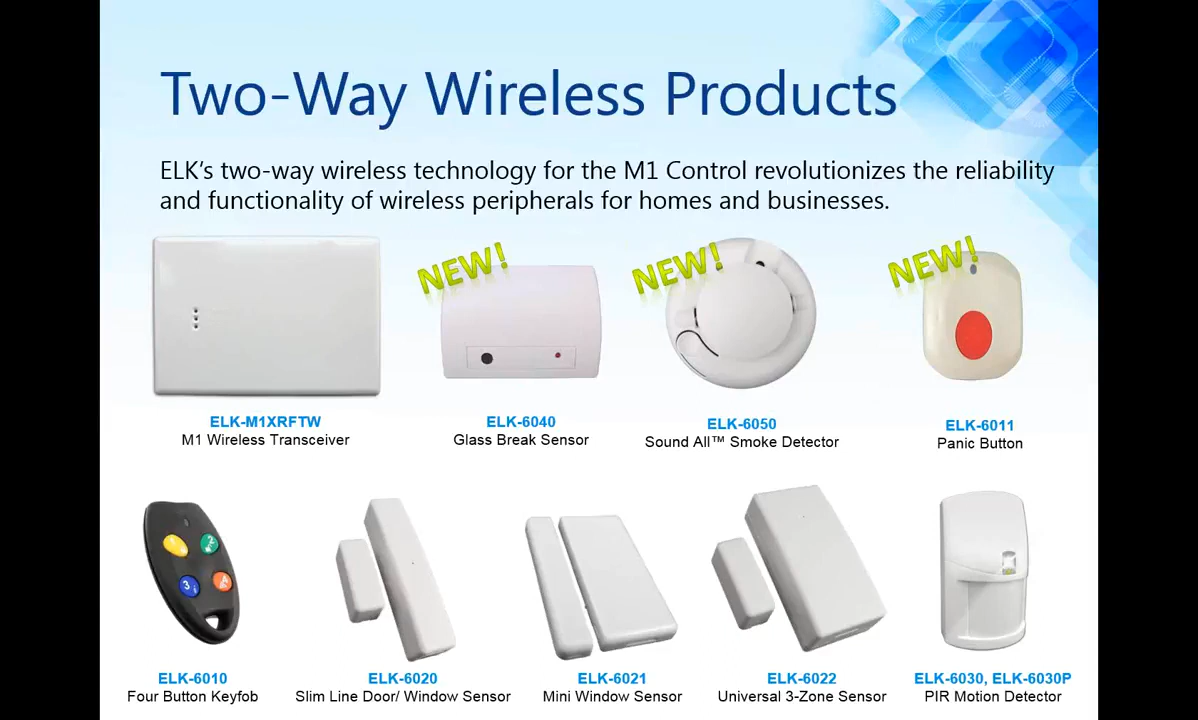 Two-Way Wireless Products
ELK's two-way wireless technology for the M1 Control revolutionizes the reliability
and functionality of wireless peripherals for homes and businesses.
NEW!
NEW!
NEW!
ELK-M1XRFTW
M1 Wireless Transceiver
ELK-6040
Glass Break Sensor
ELK-6050
Sound All™ Smoke Detector
ELK-6011
Panic Button
ELK-6010
Four Button Keyfob
ELK-6020
Slim Line Door/ Window Sensor
ELK-6021
Mini Window Sensor
ELK-6022
Universal 3-Zone Sensor
ELK-6030, ELK-6030P
PIR Motion Detector